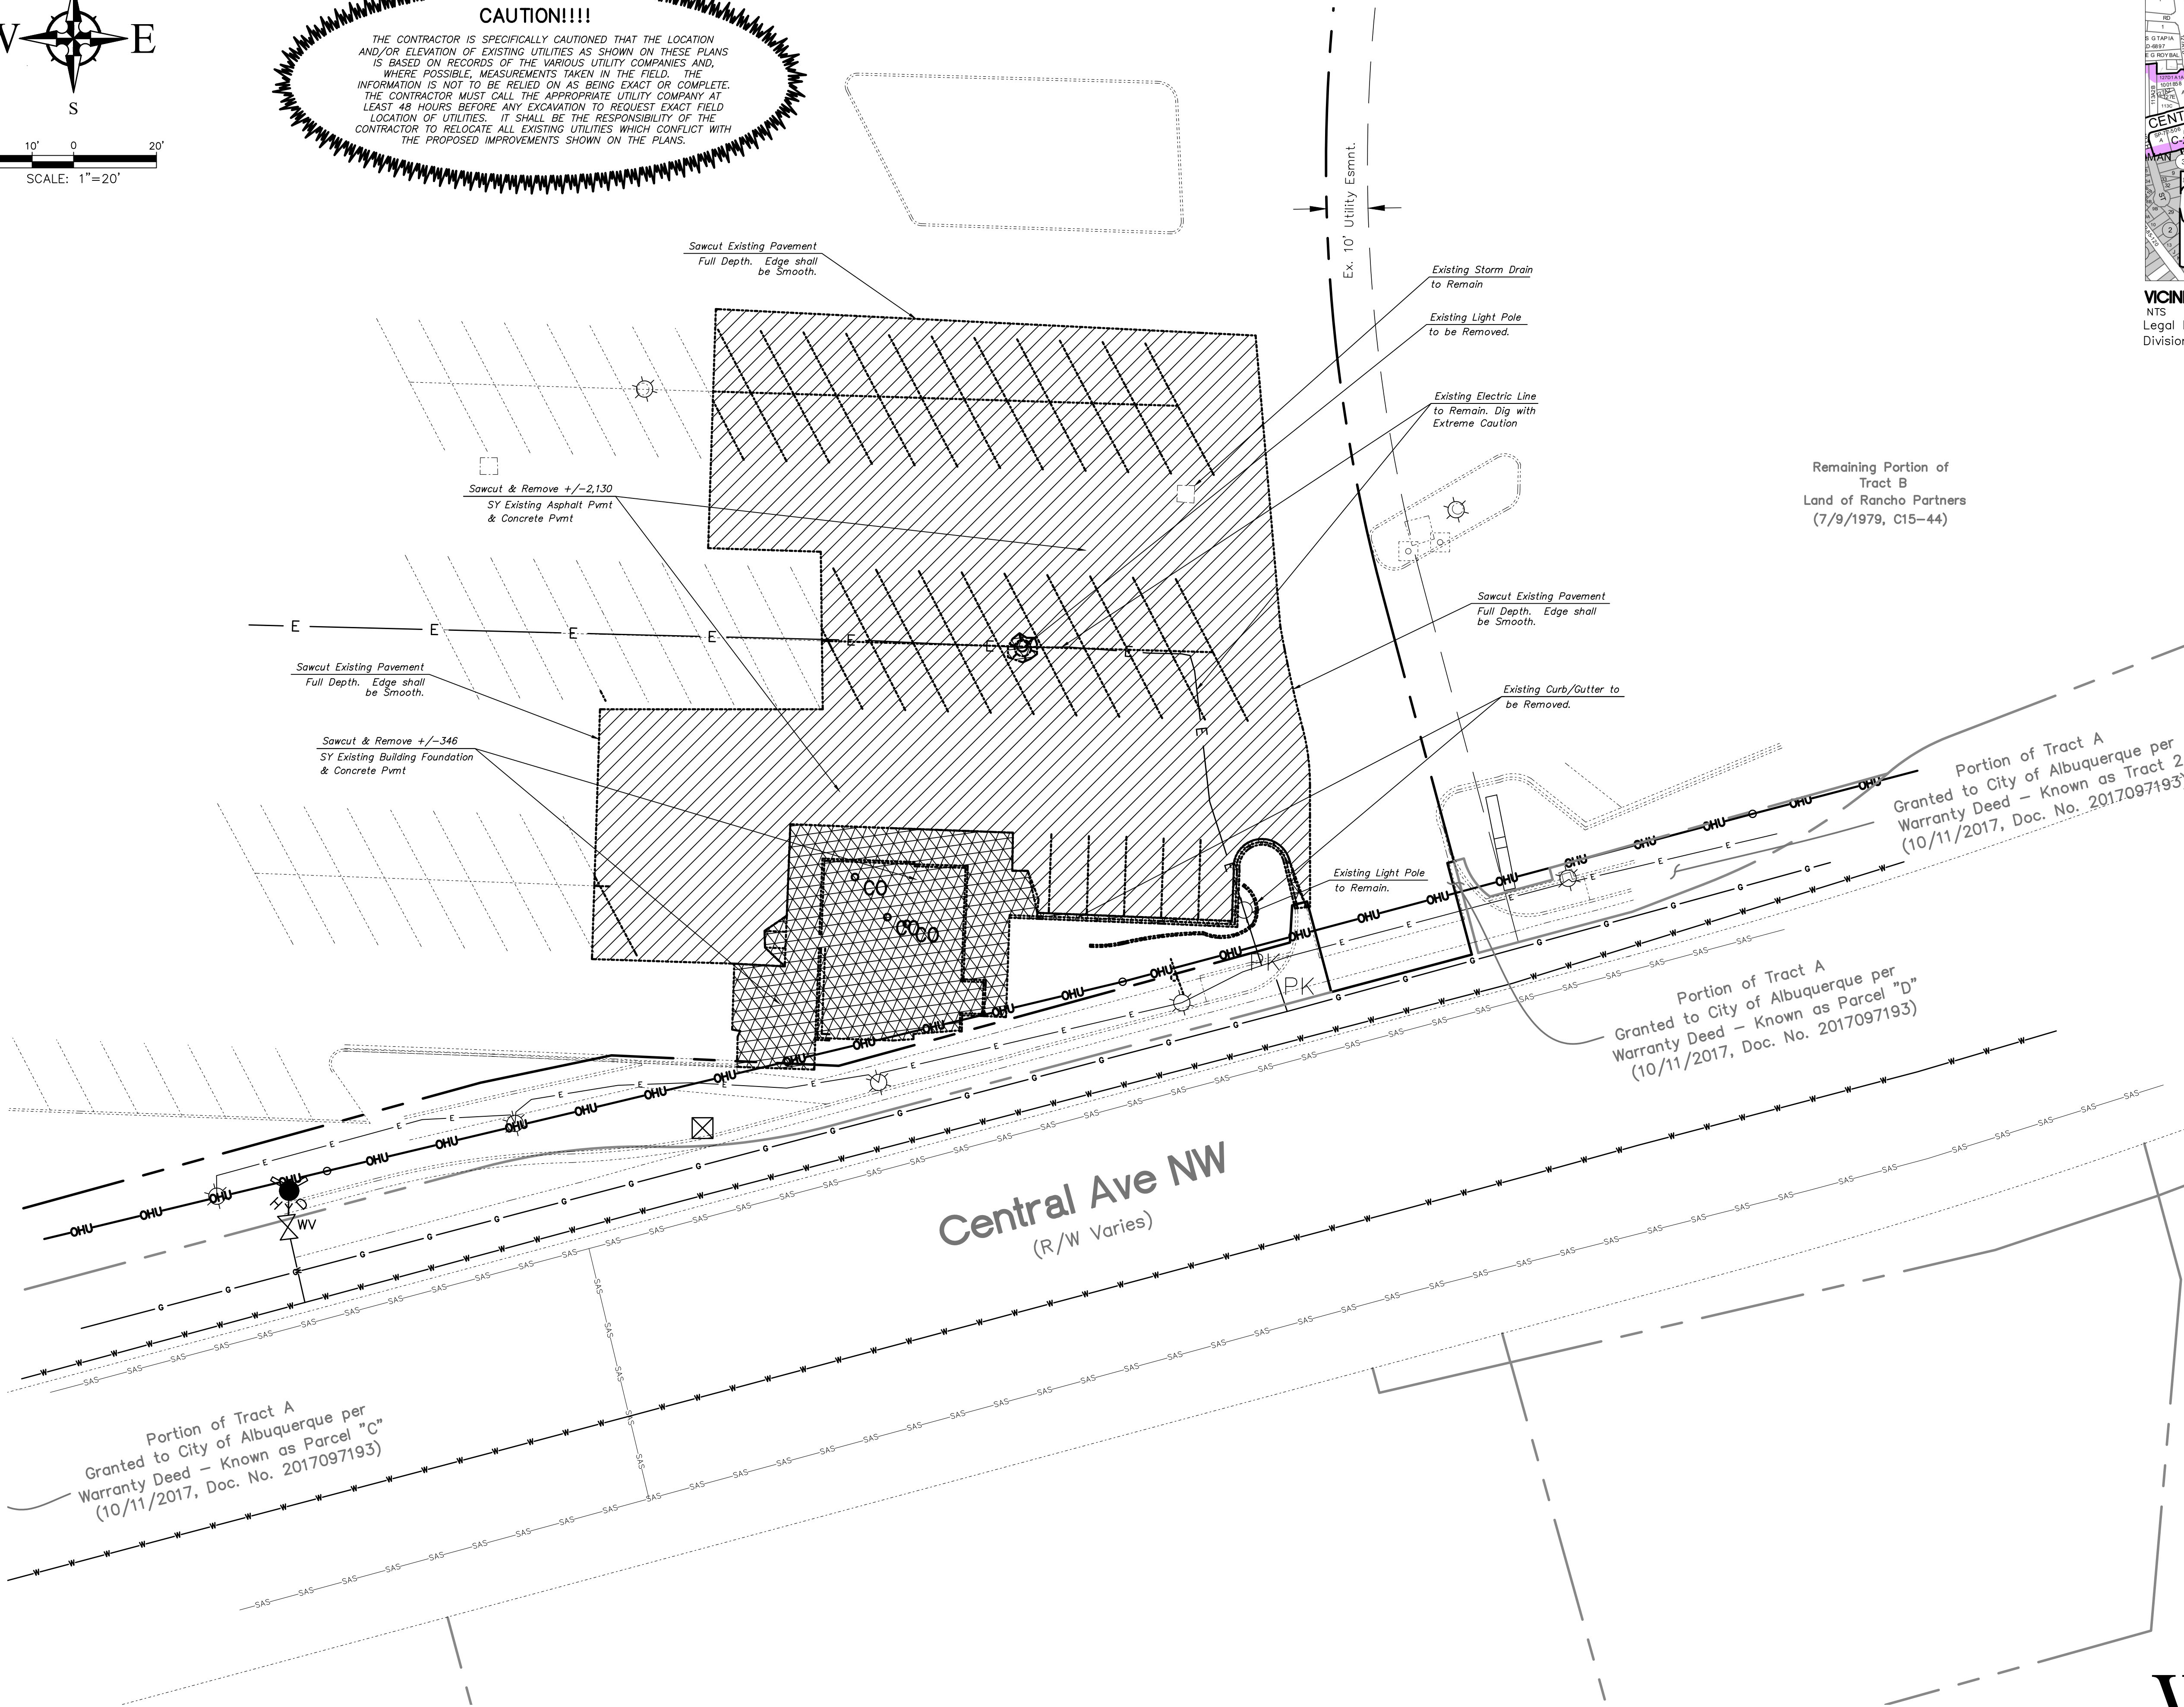 E
S
10' 0 20'
SCALE: 1"=20'
CAUTION!!!!
THE CONTRACTOR IS SPECIFICALLY CAUTIONED THAT THE LOCATION
AND/OR ELEVATION OF EXISTING UTILITIES AS SHOWN ON THESE PLANS
IS BASED ON RECORDS OF THE VARIOUS UTILITY COMPANIES AND,
WHERE POSSIBLE, MEASUREMENTS TAKEN IN THE FIELD. THE
INFORMATION IS NOT TO BE RELIED ON AS BEING EXACT OR COMPLETE.
THE CONTRACTOR MUST CALL THE APPROPRIATE UTILITY COMPANY AT
LEAST 48 HOURS BEFORE ANY EXCAVATION TO REQUEST EXACT FIELD
LOCATION OF UTILITIES. IT SHALL BE THE RESPONSIBILITY OF THE
CONTRACTOR TO RELOCATE ALL EXISTING UTILITIES WHICH CONFLICT WITH
THE PROPOSED IMPROVEMENTS SHOWN ON THE PLANS.
Ex. 10' Utility Esmnt.
NTS
Legal
Division
Sawcut Existing Pavement
Full Depth. Edge shall
be Smooth.
Existing Storm Drain
to Remain
Existing Light Pole
to be Removed.
Existing Electric Line
to Remain. Dig with
Extreme Caution
Remaining Portion of
Tract B
Land of Rancho Partners
(7/9/1979, C15-44)
Sawcut & Remove +/-2,130
SY Existing Asphalt Pvmt
& Concrete Pvmt
Sawcut Existing Pavement
Full Depth. Edge shall
be Smooth.
Sawcut Existing Pavement
Full Depth. Edge shall
be Smooth.
Existing Curb/Gutter to
be Removed.
Sawcut & Remove +/-346
SY Existing Building Foundation
& Concrete Pvmt
Existing Light Pole
to Remain.
CO
CO
CO
PK
PK
Portion of Tract A
Granted to City of Albuquerque per
Warranty Deed - Known as Tract 2
(10/11/2017, Doc. No. 2017097193)
Portion of Tract A
Granted to City of Albuquerque per
Warranty Deed - Known as Parcel "D"
(10/11/2017, Doc. No. 2017097193)
HYD
WV
Central Ave NW
(R/W Varies)
Portion of Tract A
Granted to City of Albuquerque per
Warranty Deed - Known as Parcel "C"
(10/11/2017, Doc. No. 2017097193)